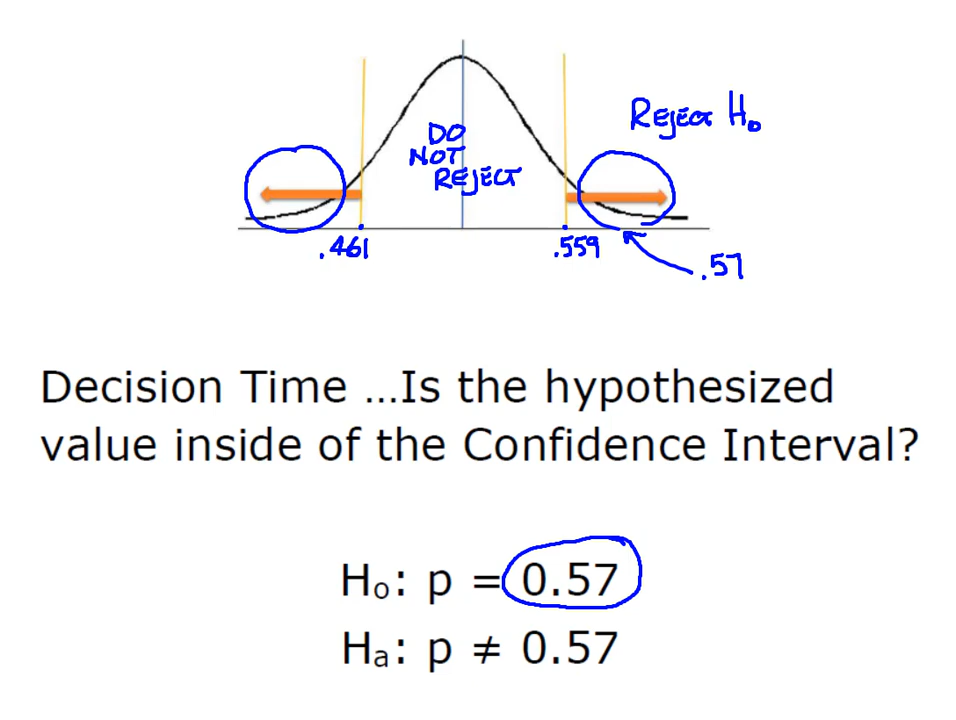 REJECT Ho
DO
NOT
REJECT
.461
.559
.57
Decision Time ...Is the hypothesized
value inside of the Confidence Interval?
Ho: p = 0.57
Ha: p ≠ 0.57